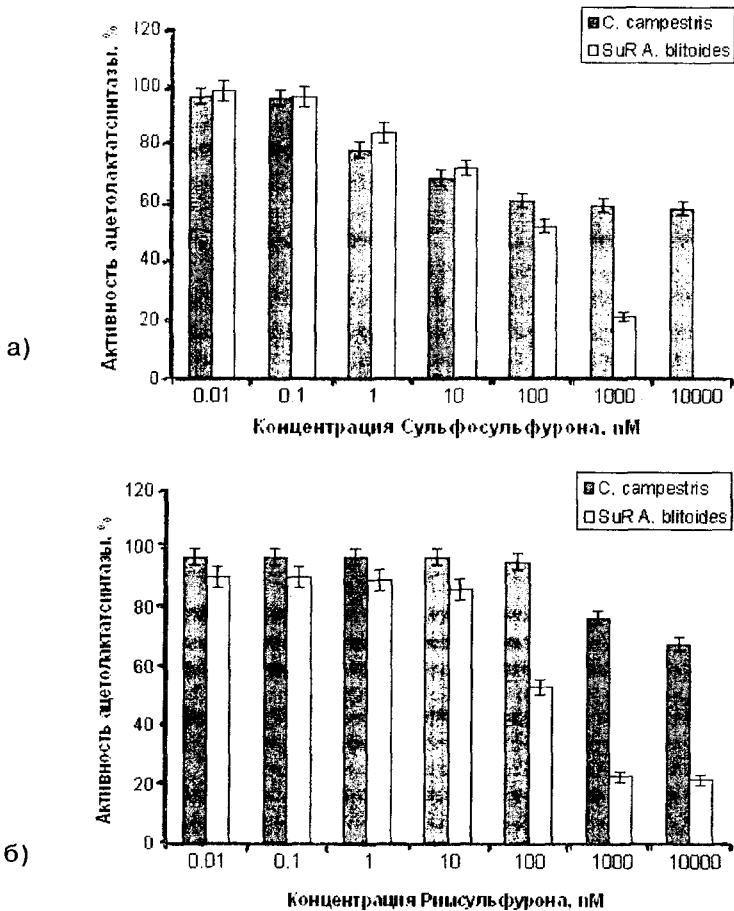 120
100
80
60
40
20
0
Активность ацетолактатсинтазы, %
C. campestris
SuR A. blitoides
а)
0.01 0.1 1 10 100 1000 10000
Концентрация Сульфосульфурона, nM
120
100
80
60
40
20
0
Активность ацетолактатсинтазы, %
C. campestris
SuR A. blitoides
б)
0.01 0.1 1 10 100 1000 10000
Концентрация Римсульфурона, nM